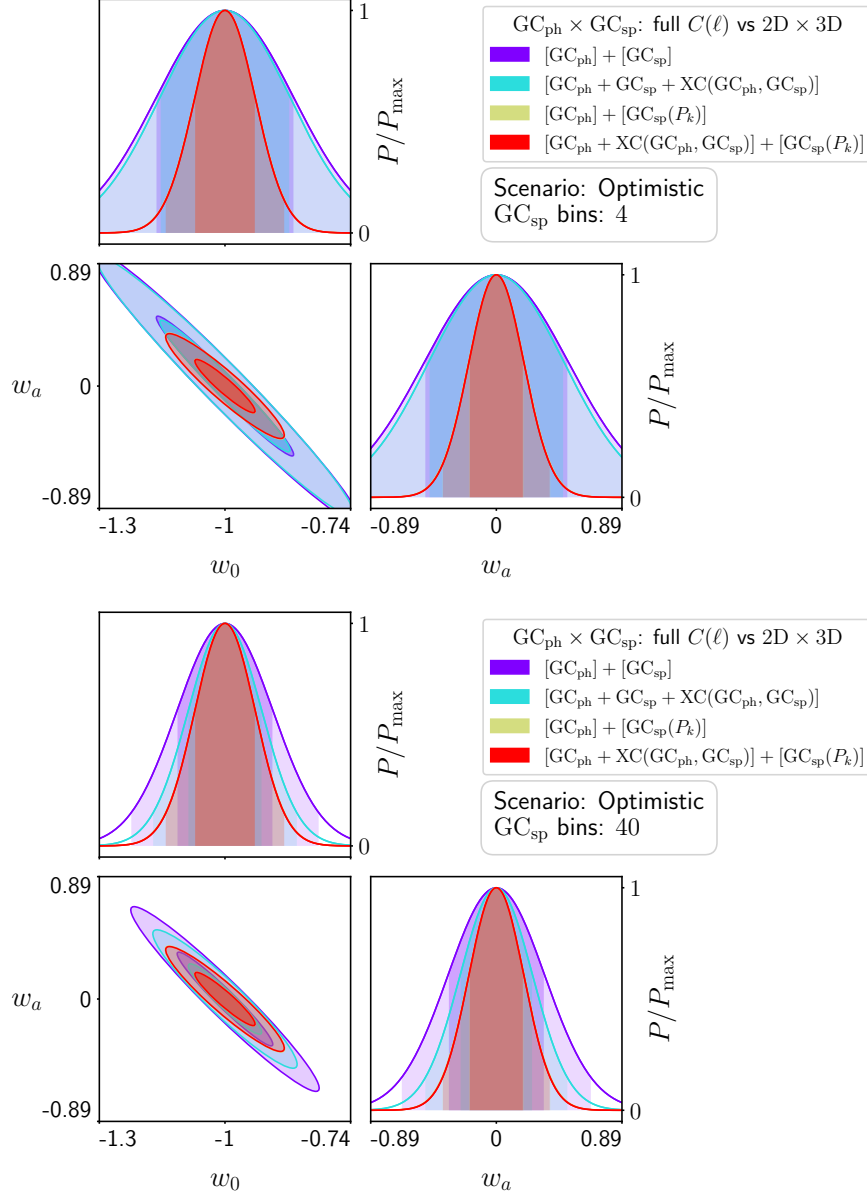 GC_ph × GC_sp: full C(ℓ) vs 2D × 3D
[GC_ph] + [GC_sp]
[GC_ph + GC_sp + XC(GC_ph, GC_sp)]
[GC_ph] + [GC_sp(P_k)]
[GC_ph + XC(GC_ph, GC_sp)] + [GC_sp(P_k)]
Scenario: Optimistic
GC_sp bins: 4
1
P/P_max
0
0.89
w_a
0
-0.89
-1.3
-1
-0.74
w_0
1
P/P_max
0
-0.89
0
0.89
w_a
GC_ph × GC_sp: full C(ℓ) vs 2D × 3D
[GC_ph] + [GC_sp]
[GC_ph + GC_sp + XC(GC_ph, GC_sp)]
[GC_ph] + [GC_sp(P_k)]
[GC_ph + XC(GC_ph, GC_sp)] + [GC_sp(P_k)]
Scenario: Optimistic
GC_sp bins: 40
1
P/P_max
0
0.89
w_a
0
-0.89
-1.3
-1
-0.74
w_0
1
P/P_max
0
-0.89
0
0.89
w_a